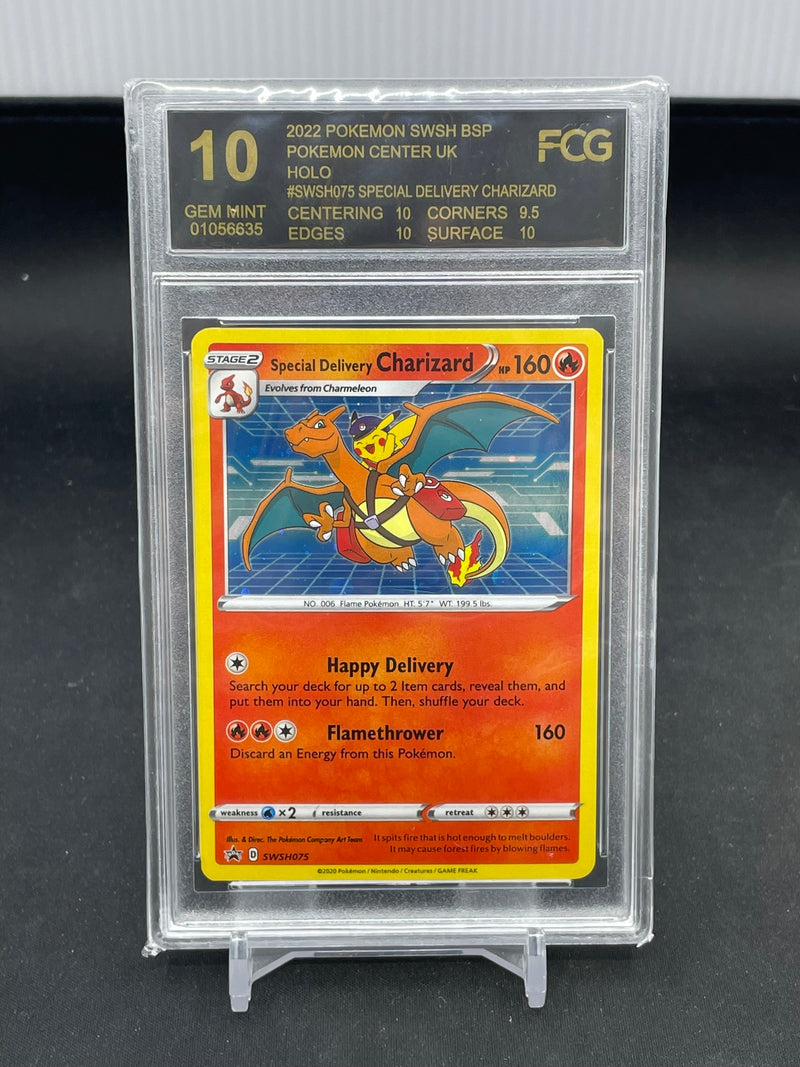 10
GEM MINT
01056635
2022 POKEMON SWSH BSP
POKEMON CENTER UK
HOLO
#SWSH075 SPECIAL DELIVERY CHARIZARD
CENTERING 10 CORNERS 9.5
EDGES 10 SURFACE 10
FCG
STAGE2
Special Delivery Charizard
HP 160
Evolves from Charmeleon
NO. 006 Flame Pokémon HT: 5'7" WT: 199.5 lbs.
Happy Delivery
Search your deck for up to 2 Item cards, reveal them, and
put them into your hand. Then, shuffle your deck.
Flamethrower 160
Discard an Energy from this Pokémon.
weakness ×2 resistance retreat
Illus. & Direc. The Pokémon Company Art Team
It spits fire that is hot enough to melt boulders.
It may cause forest fires by blowing flames.
D SWSH075
©2020 Pokémon / Nintendo / Creatures / GAME FREAK